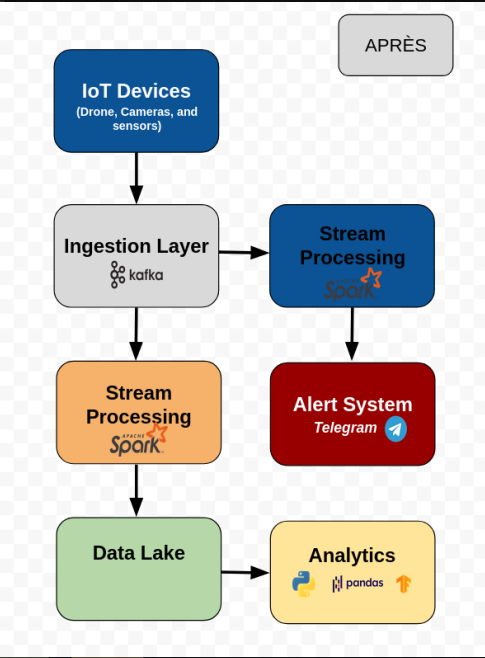 APRÈS
IoT Devices
(Drone, Cameras, and
sensors)
Ingestion Layer
kafka
Stream
Processing
APACHE
Spark
Stream
Processing
APACHE
Spark
Alert System
Telegram
Data Lake
Analytics
pandas